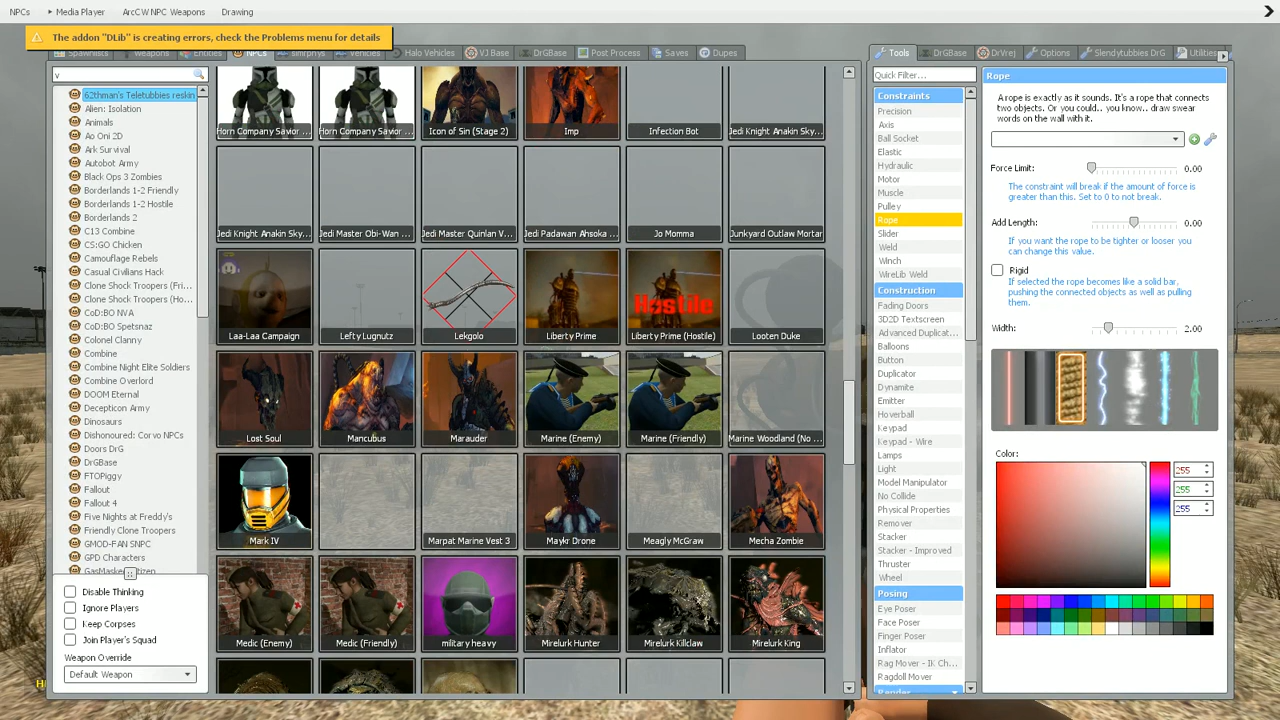 NPCs
Media Player
ArcCW NPC Weapons
Drawing
The addon "DLib" is creating errors, check the Problems menu for details
Spawnlists
Weapons
Entities
NPCs
simfphys
Halo Vehicles
VJ Base
DrGBase
Post Process
Saves
Dupes
v
62thman's Teletubbies reskin
Alien: Isolation
Animals
Ao Oni 2D
Ark Survival
Autobot Army
Black Ops 3 Zombies
Borderlands 1-2 Friendly
Borderlands 1-2 Hostile
Borderlands 2
C13 Combine
CS:GO Chicken
Camouflage Rebels
Casual Civilians Hack
Clone Shock Troopers (Fri...
Clone Shock Troopers (Ho...
CoD:BO NVA
CoD:BO Spetsnaz
Colonel Clanny
Combine
Combine Night Elite Soldiers
Combine Overlord
DOOM Eternal
Decepticon Army
Dinosaurs
Dishonoured: Corvo NPCs
Doors DrG
DrGBase
FTOPiggy
Fallout
Fallout 4
Five Nights at Freddy's
Friendly Clone Troopers
GMOD-FAN SNPC
GPD Characters
Disable Thinking
Ignore Players
Keep Corpses
Join Player's Squad
Weapon Override
Default Weapon
Horn Company Savior ...
Horn Company Savior ...
Icon of Sin (Stage 2)
Imp
Infection Bot
Jedi Knight Anakin Sky...
Jedi Knight Anakin Sky...
Jedi Master Obi-Wan ...
Jedi Master Quinlan V...
Jedi Padawan Ahsoka ...
Jo Momma
Junkyard Outlaw Mortar
Laa-Laa Campaign
Lefty Lugnutz
Lekgolo
Liberty Prime
Hostile
Liberty Prime (Hostile)
Looten Duke
Lost Soul
Mancubus
Marauder
Marine (Enemy)
Marine (Friendly)
Marine Woodland (No ...
Mark IV
Marpat Marine Vest 3
Maykr Drone
Meagly McGraw
Mecha Zombie
Medic (Enemy)
Medic (Friendly)
military heavy
Mirelurk Hunter
Mirelurk Killclaw
Mirelurk King
Tools
DrGBase
DrVrej
Options
Slendytubbies DrG
Utilities
Quick Filter...
Constraints
Precision
Axis
Ball Socket
Elastic
Hydraulic
Motor
Muscle
Pulley
Rope
Slider
Weld
Winch
WireLib Weld
Construction
Fading Doors
3D2D Textscreen
Advanced Duplicat...
Balloons
Button
Duplicator
Dynamite
Emitter
Hoverball
Keypad
Keypad - Wire
Lamps
Light
Model Manipulator
No Collide
Physical Properties
Remover
Stacker
Stacker - Improved
Thruster
Wheel
Posing
Eye Poser
Face Poser
Finger Poser
Inflator
Rag Mover - IK Ch...
Ragdoll Mover
Render
Rope
A rope is exactly as it sounds. It's a rope that connects
two objects. Or you could.. you know.. draw swear
words on the wall with it.
Force Limit:
0.00
The constraint will break if the amount of force is
greater than this. Set to 0 to not break.
Add Length:
0.00
If you want the rope to be tighter or looser you
can change this value.
Rigid
If selected the rope becomes like a solid bar,
pushing the connected objects as well as pulling
them.
Width:
2.00
Color:
255
255
255